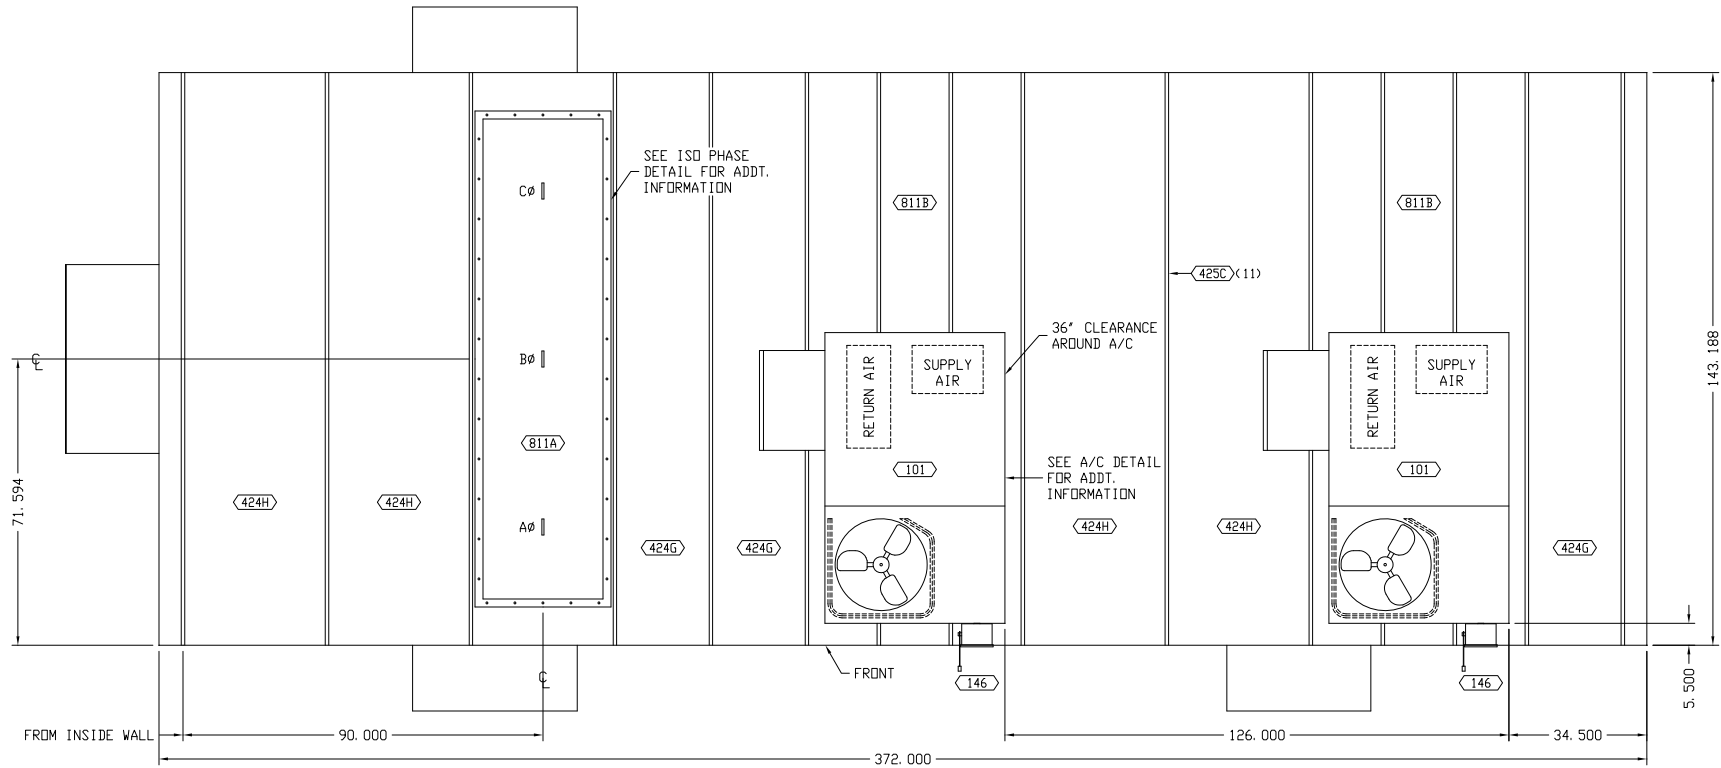 SEE ISO PHASE
DETAIL FOR ADDT.
INFORMATION
CØ
811B
811B
425C (11)
36" CLEARANCE
AROUND A/C
℄
BØ
RETURN AIR
SUPPLY
AIR
RETURN AIR
SUPPLY
AIR
143.188
811A
101
101
SEE A/C DETAIL
FOR ADDT.
INFORMATION
71.594
424H
424H
AØ
424G
424G
424H
424H
424G
FRONT
℄
146
146
5.500
FROM INSIDE WALL
90.000
126.000
34.500
372.000